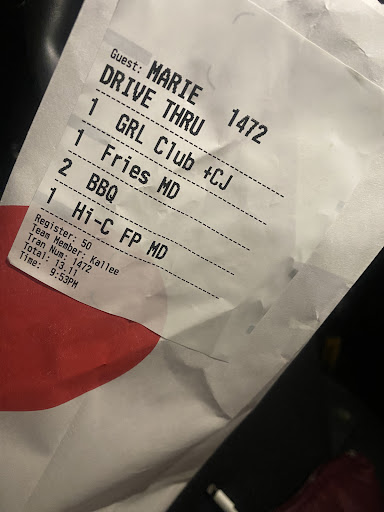 Guest: MARIE
DRIVE THRU 1472
1 GRL Club +CJ
1 Fries MD
2 BBQ
1 Hi-C FP MD
Register: 50
Team Member: Kallee
Tran Num: 1472
Total: 13.11
Time: 9:53PM